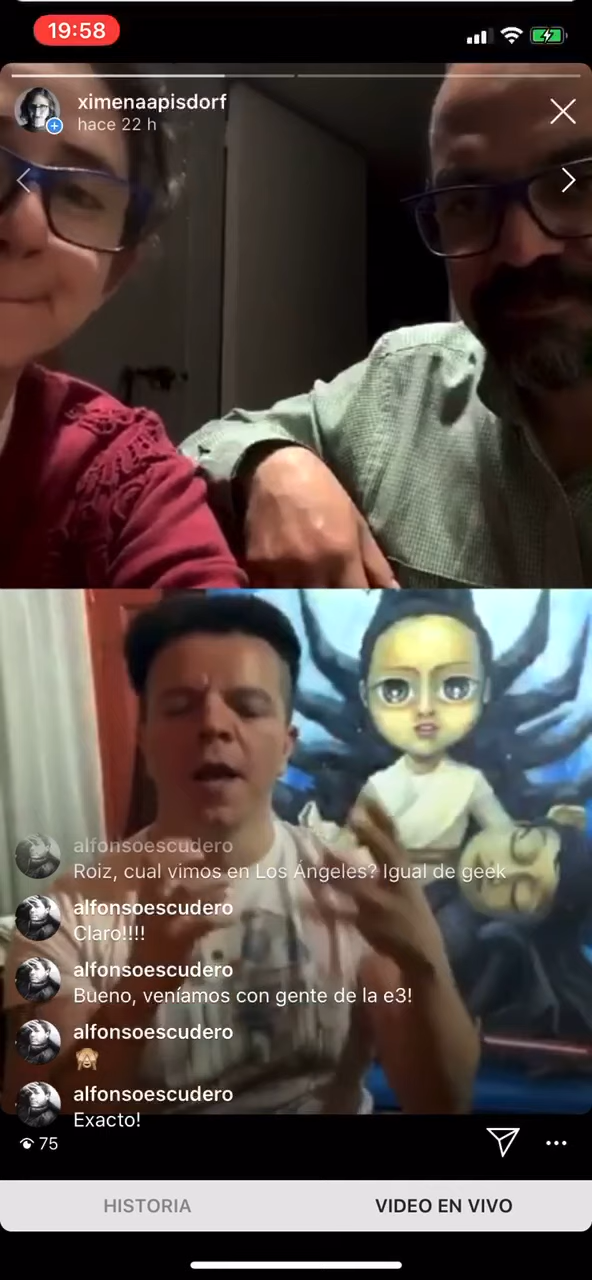 19:58
ximenaapisdorf
hace 22 h
alfonsoescudero
Roiz, cual vimos en Los Ángeles? Igual de geek
alfonsoescudero
Claro!!!!
alfonsoescudero
Bueno, veníamos con gente de la e3!
alfonsoescudero
🙈
alfonsoescudero
Exacto!
75
HISTORIA
VIDEO EN VIVO